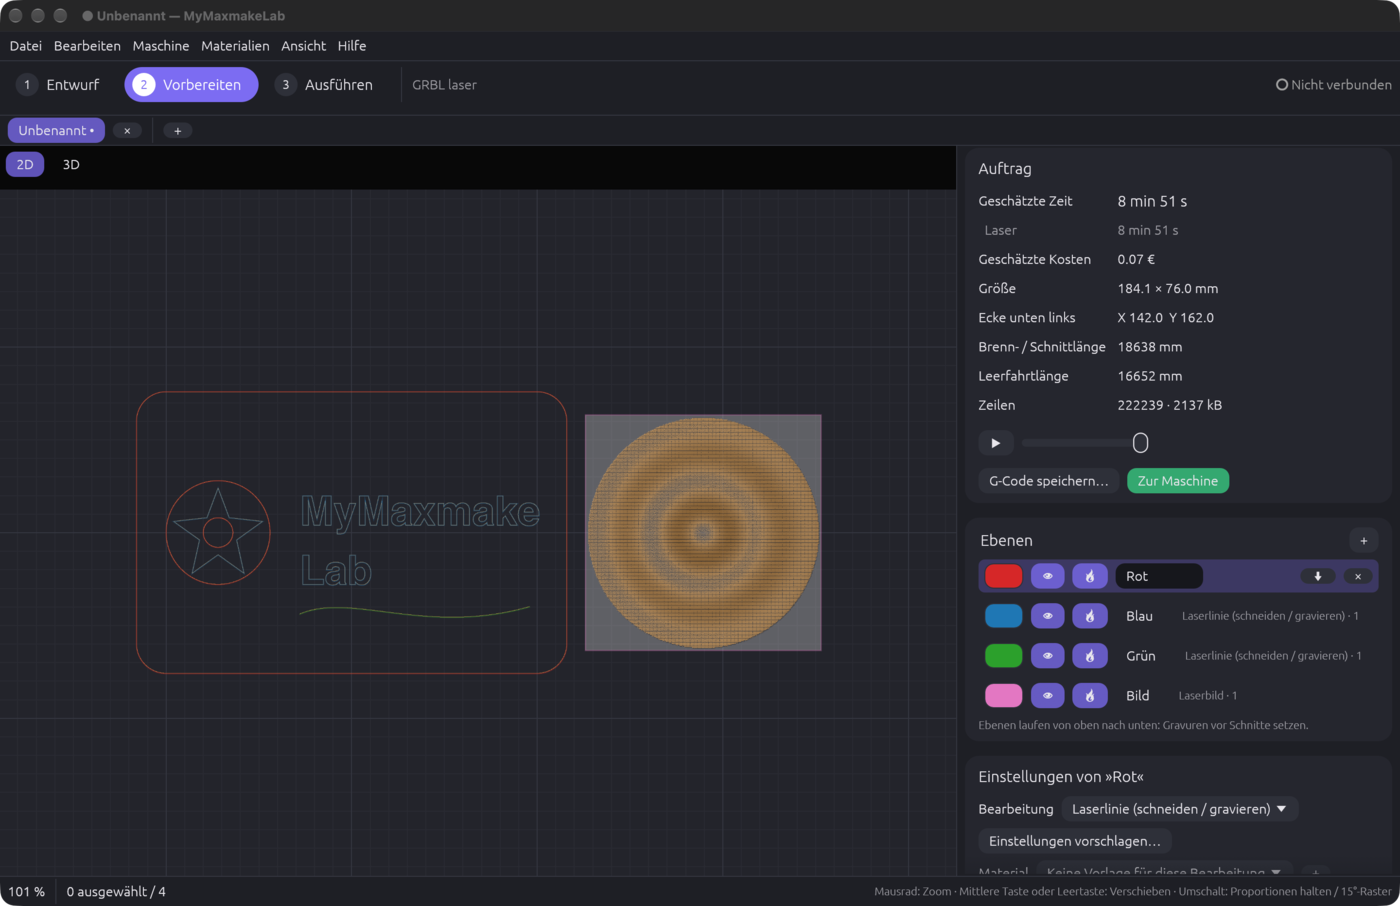 Unbenannt — MyMaxmakeLab
Datei Bearbeiten Maschine Materialien Ansicht Hilfe
1 Entwurf 2 Vorbereiten 3 Ausführen GRBL laser Nicht verbunden
Unbenannt • × +
2D 3D
MyMaxmake
Lab
Auftrag
Geschätzte Zeit 8 min 51 s
Laser 8 min 51 s
Geschätzte Kosten 0.07 €
Größe 184.1 × 76.0 mm
Ecke unten links X 142.0 Y 162.0
Brenn- / Schnittlänge 18638 mm
Leerfahrtlänge 16652 mm
Zeilen 222239 · 2137 kB
G-Code speichern… Zur Maschine
Ebenen +
Rot ×
Blau Laserlinie (schneiden / gravieren) · 1
Grün Laserlinie (schneiden / gravieren) · 1
Bild Laserbild · 1
Ebenen laufen von oben nach unten: Gravuren vor Schnitte setzen.
Einstellungen von »Rot«
Bearbeitung Laserlinie (schneiden / gravieren)
Einstellungen vorschlagen…
Material Keine Vorlage für diese Bearbeitung +
101 % 0 ausgewählt / 4 Mausrad: Zoom · Mittlere Taste oder Leertaste: Verschieben · Umschalt: Proportionen halten / 15°-Raster